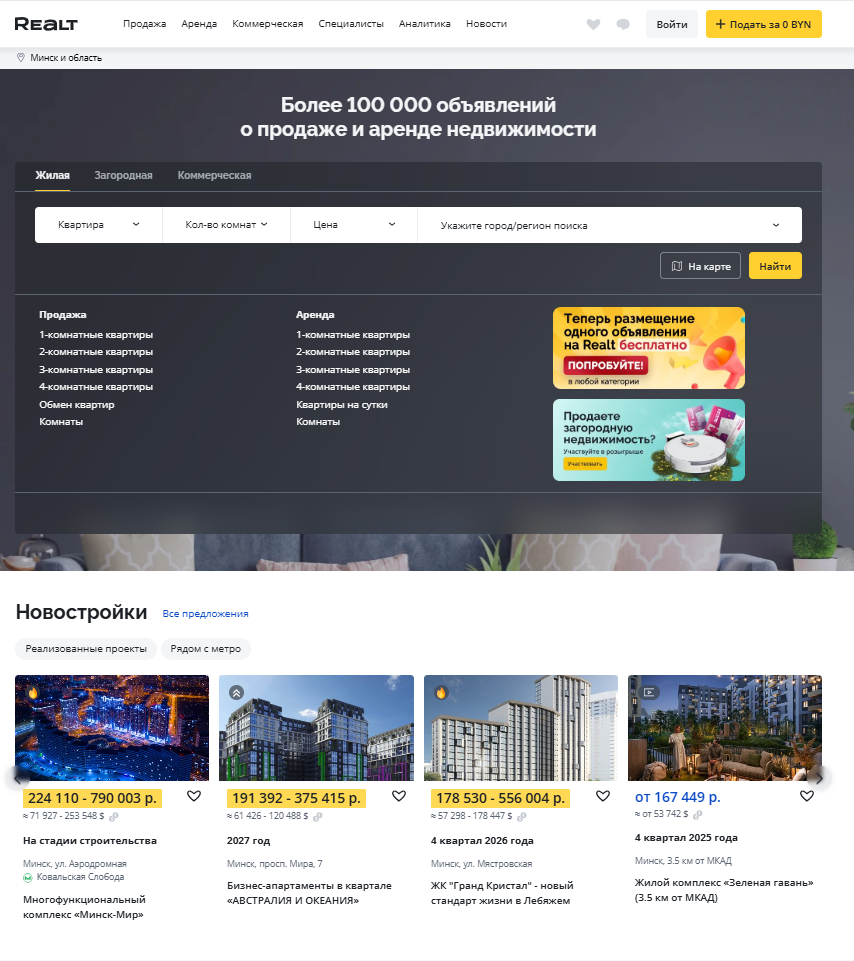 REALT
Продажа Аренда Коммерческая Специалисты Аналитика Новости
Войти
+ Подать за 0 BYN
Минск и область
Более 100 000 объявлений
о продаже и аренде недвижимости
Жилая Загородная Коммерческая
Квартира Кол-во комнат Цена Укажите город/регион поиска
На карте Найти
Продажа
1-комнатные квартиры
2-комнатные квартиры
3-комнатные квартиры
4-комнатные квартиры
Обмен квартир
Комнаты
Аренда
1-комнатные квартиры
2-комнатные квартиры
3-комнатные квартиры
4-комнатные квартиры
Квартиры на сутки
Комнаты
Теперь размещение
одного объявления
на Realt бесплатно
ПОПРОБУЙТЕ!
в любой категории
Продаете
загородную
недвижимость?
Участвуйте в розыгрыше
Участвовать
Новостройки Все предложения
Реализованные проекты Рядом с метро
224 110 - 790 003 р.
≈ 71 927 - 253 548 $
На стадии строительства
Минск, ул. Аэродромная
Ковальская Слобода
Многофункциональный
комплекс «Минск-Мир»
191 392 - 375 415 р.
≈ 61 426 - 120 488 $
2027 год
Минск, просп. Мира, 7
Бизнес-апартаменты в квартале
«АВСТРАЛИЯ И ОКЕАНИЯ»
178 530 - 556 004 р.
≈ 57 298 - 178 447 $
4 квартал 2026 года
Минск, ул. Мястровская
ЖК "Гранд Кристал" - новый
стандарт жизни в Лебяжем
от 167 449 р.
≈ от 53 742 $
4 квартал 2025 года
Минск, 3.5 км от МКАД
Жилой комплекс «Зеленая гавань»
(3.5 км от МКАД)